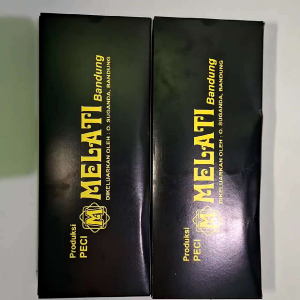 Produksi
PECI M MELATI Bandung
DIKELUARKAN OLEH : O. SUGANDA, BANDUNG
Produksi
PECI M MELATI Bandung
DIKELUARKAN OLEH : O. SUGANDA, BANDUNG